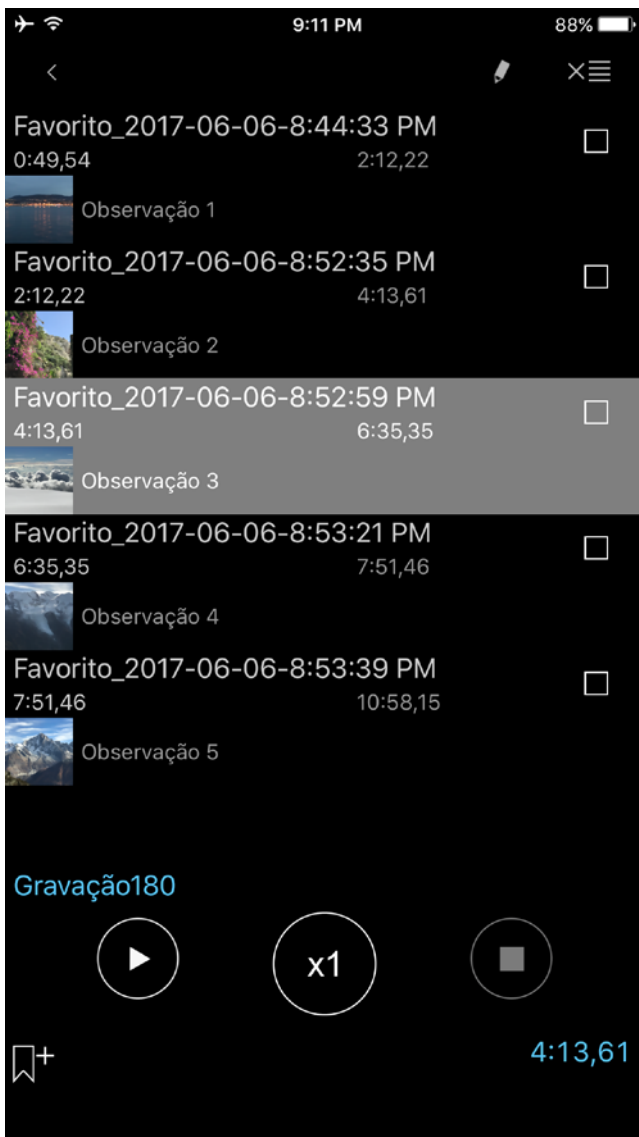 9:11 PM 88%
Favorito_2017-06-06-8:44:33 PM
0:49,54 2:12,22
Observação 1
Favorito_2017-06-06-8:52:35 PM
2:12,22 4:13,61
Observação 2
Favorito_2017-06-06-8:52:59 PM
4:13,61 6:35,35
Observação 3
Favorito_2017-06-06-8:53:21 PM
6:35,35 7:51,46
Observação 4
Favorito_2017-06-06-8:53:39 PM
7:51,46 10:58,15
Observação 5
Gravação180
x1
4:13,61